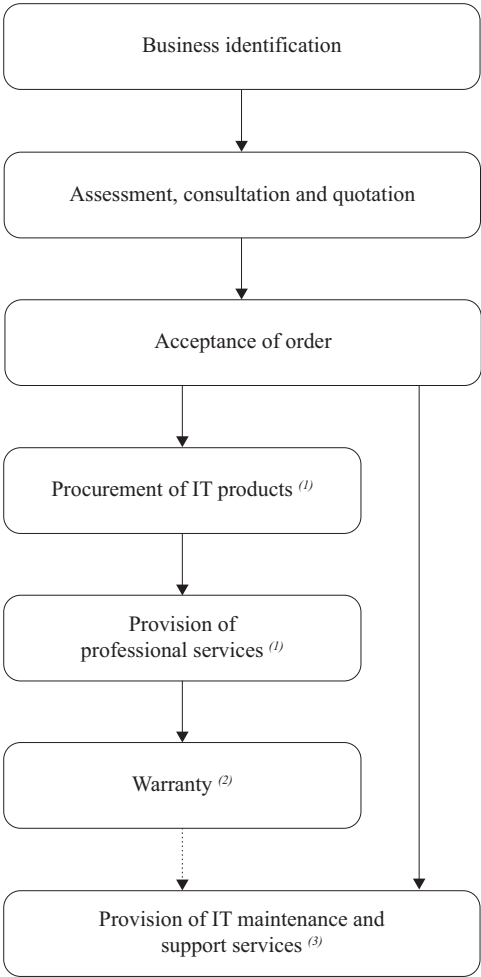 Business identification
Assessment, consultation and quotation
Acceptance of order
Procurement of IT products (1)
Provision of
professional services (1)
Warranty (2)
Provision of IT maintenance and
support services (3)